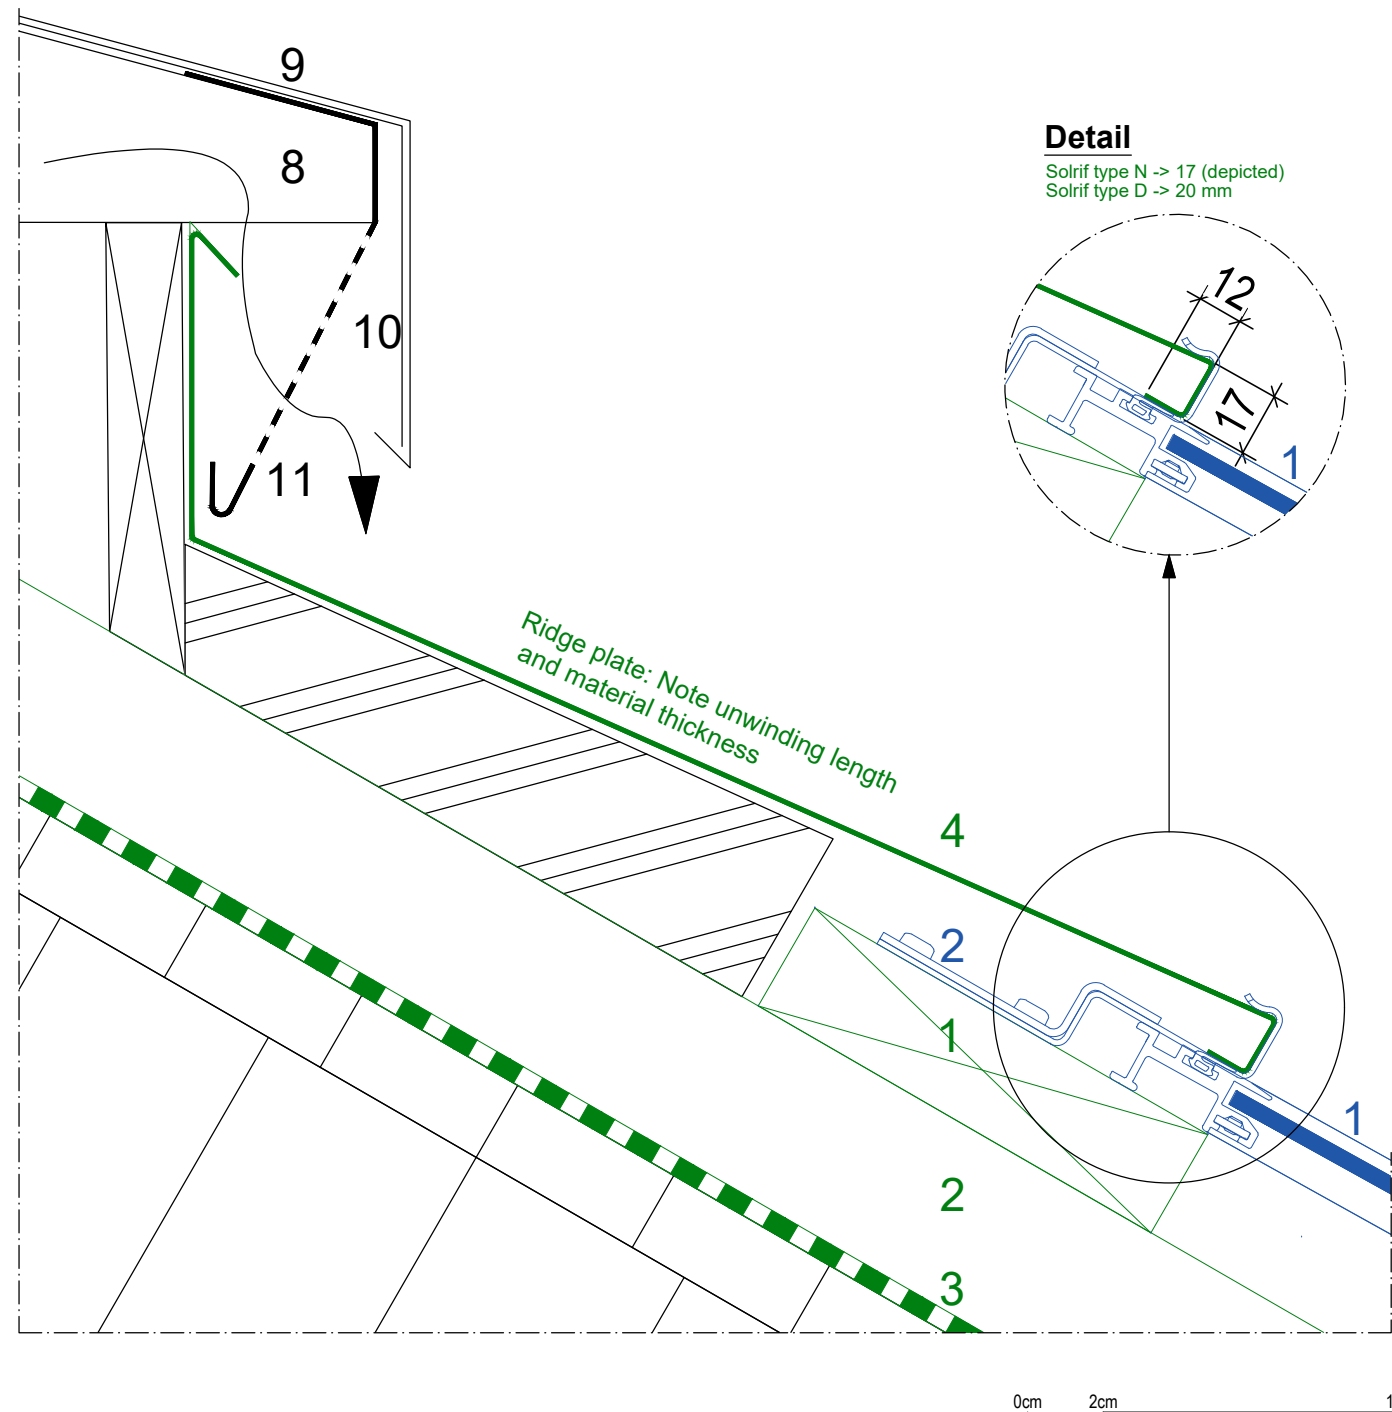 9
8
Detail
Solrif type N -> 17 (depicted)
Solrif type D -> 20 mm
12
10
17
1
11
Ridge plate: Note unwinding length
and material thickness
4
2
1
1
2
3
0cm
2cm
1